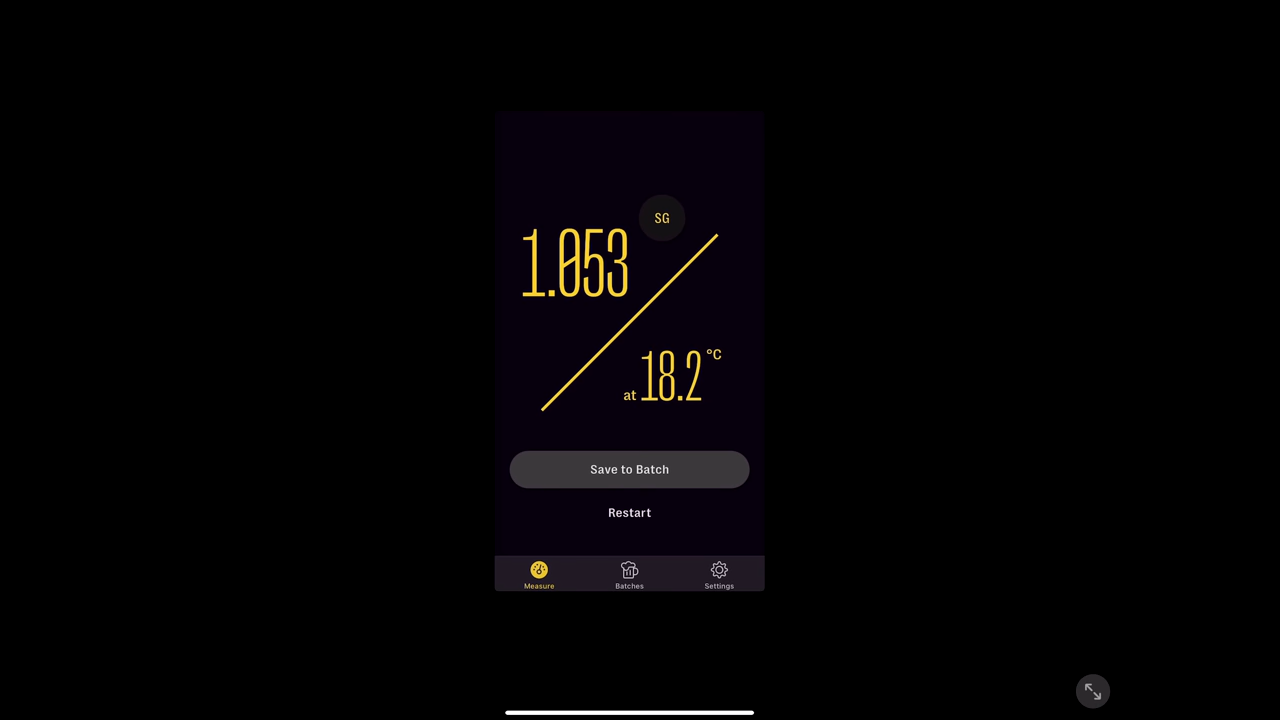 SG
1.053
at 18.2 °C
Save to Batch
Restart
Measure
Batches
Settings